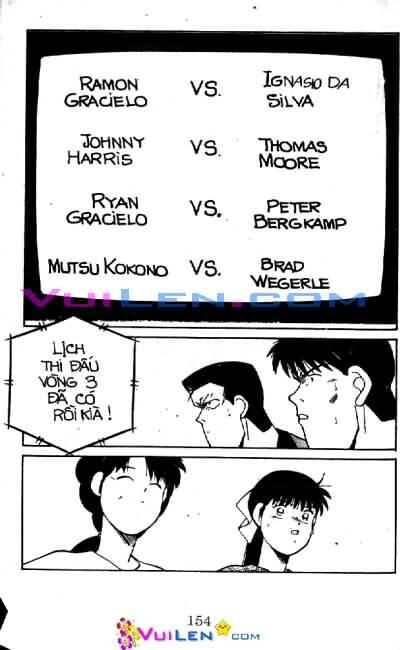 RAMON GRACIELO VS. IGNASIO DA SILVA
JOHNNY HARRIS VS. THOMAS MOORE
RYAN GRACIELO VS. PETER BERGKAMP
MUTSU KOKONO VS. BRAD WEGERLE
VUILEN.COM
LỊCH
THI ĐẤU
VÒNG 3
ĐÃ CÓ
RỒI KÌA!
154
VUILEN.COM